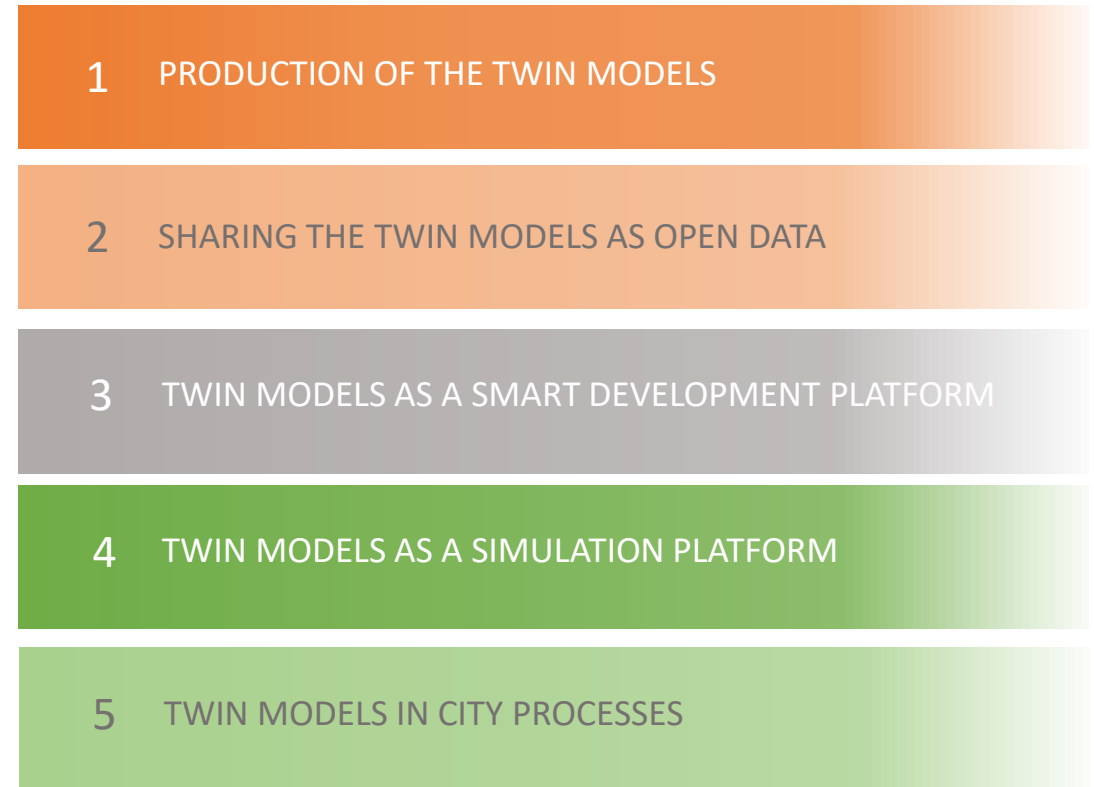 1 PRODUCTION OF THE TWIN MODELS
2 SHARING THE TWIN MODELS AS OPEN DATA
3 TWIN MODELS AS A SMART DEVELOPMENT PLATFORM
4 TWIN MODELS AS A SIMULATION PLATFORM
5 TWIN MODELS IN CITY PROCESSES